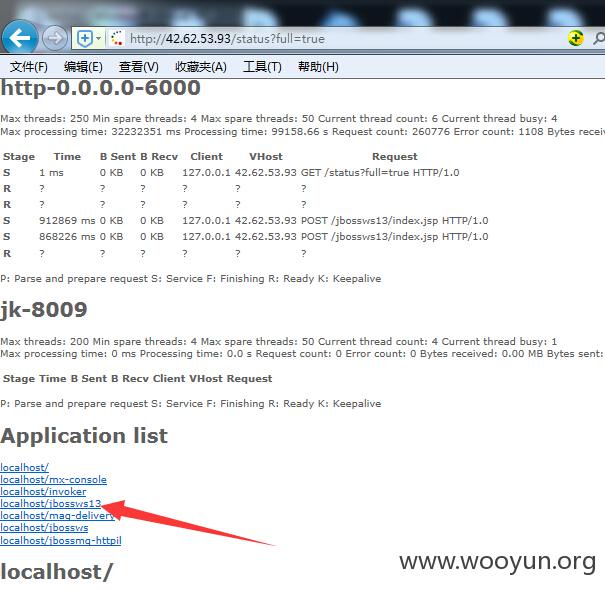 http://42.62.53.93/status?full=true
文件(F) 编辑(E) 查看(V) 收藏夹(A) 工具(T) 帮助(H)
http-0.0.0.0-6000
Max threads: 250 Min spare threads: 4 Max spare threads: 50 Current thread count: 6 Current thread busy: 4
Max processing time: 32232351 ms Processing time: 99158.66 s Request count: 260776 Error count: 1108 Bytes recei
Stage Time B Sent B Recv Client VHost Request
S 1 ms 0 KB 0 KB 127.0.0.1 42.62.53.93 GET /status?full=true HTTP/1.0
R ? ? ? ? ? ?
R ? ? ? ? ? ?
S 912869 ms 0 KB 0 KB 127.0.0.1 42.62.53.93 POST /jbossws13/index.jsp HTTP/1.0
S 868226 ms 0 KB 0 KB 127.0.0.1 42.62.53.93 POST /jbossws13/index.jsp HTTP/1.0
R ? ? ? ? ? ?
P: Parse and prepare request S: Service F: Finishing R: Ready K: Keepalive
jk-8009
Max threads: 200 Min spare threads: 4 Max spare threads: 50 Current thread count: 4 Current thread busy: 1
Max processing time: 0 ms Processing time: 0.0 s Request count: 0 Error count: 0 Bytes received: 0.00 MB Bytes sent:
Stage Time B Sent B Recv Client VHost Request
P: Parse and prepare request S: Service F: Finishing R: Ready K: Keepalive
Application list
localhost/
localhost/mx-console
localhost/invoker
localhost/jbossws13
localhost/maq-delivery
localhost/jbossws
localhost/jbossmq-httpil
localhost/
www.wooyun.org